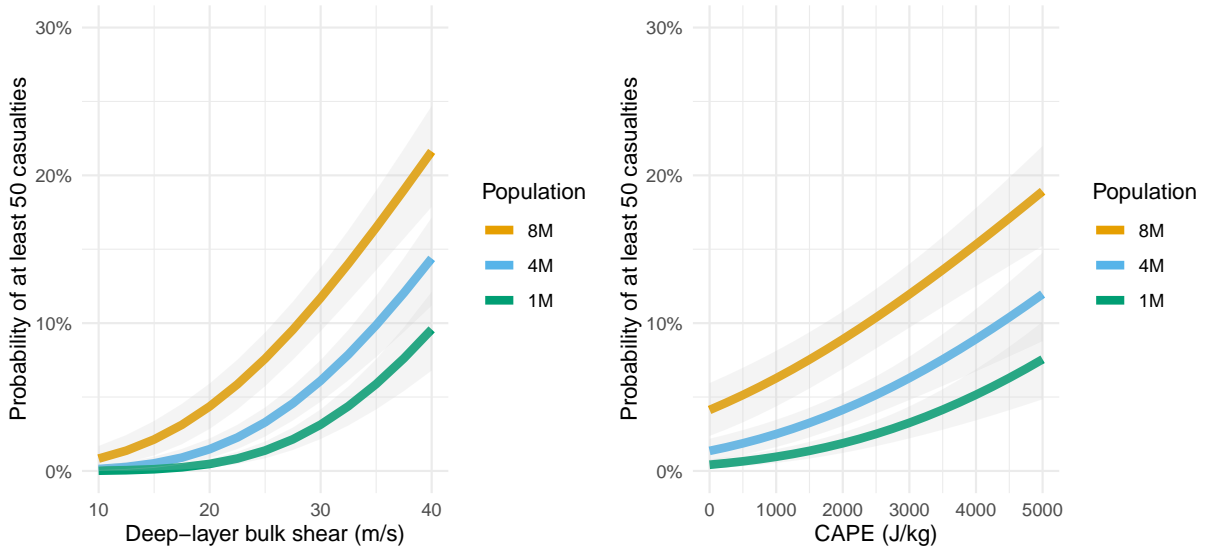 Probability of at least 50 casualties
30%
20%
10%
0%
10
20
30
40
Deep−layer bulk shear (m/s)
Population
8M
4M
1M
Probability of at least 50 casualties
30%
20%
10%
0%
0
1000
2000
3000
4000
5000
CAPE (J/kg)
Population
8M
4M
1M